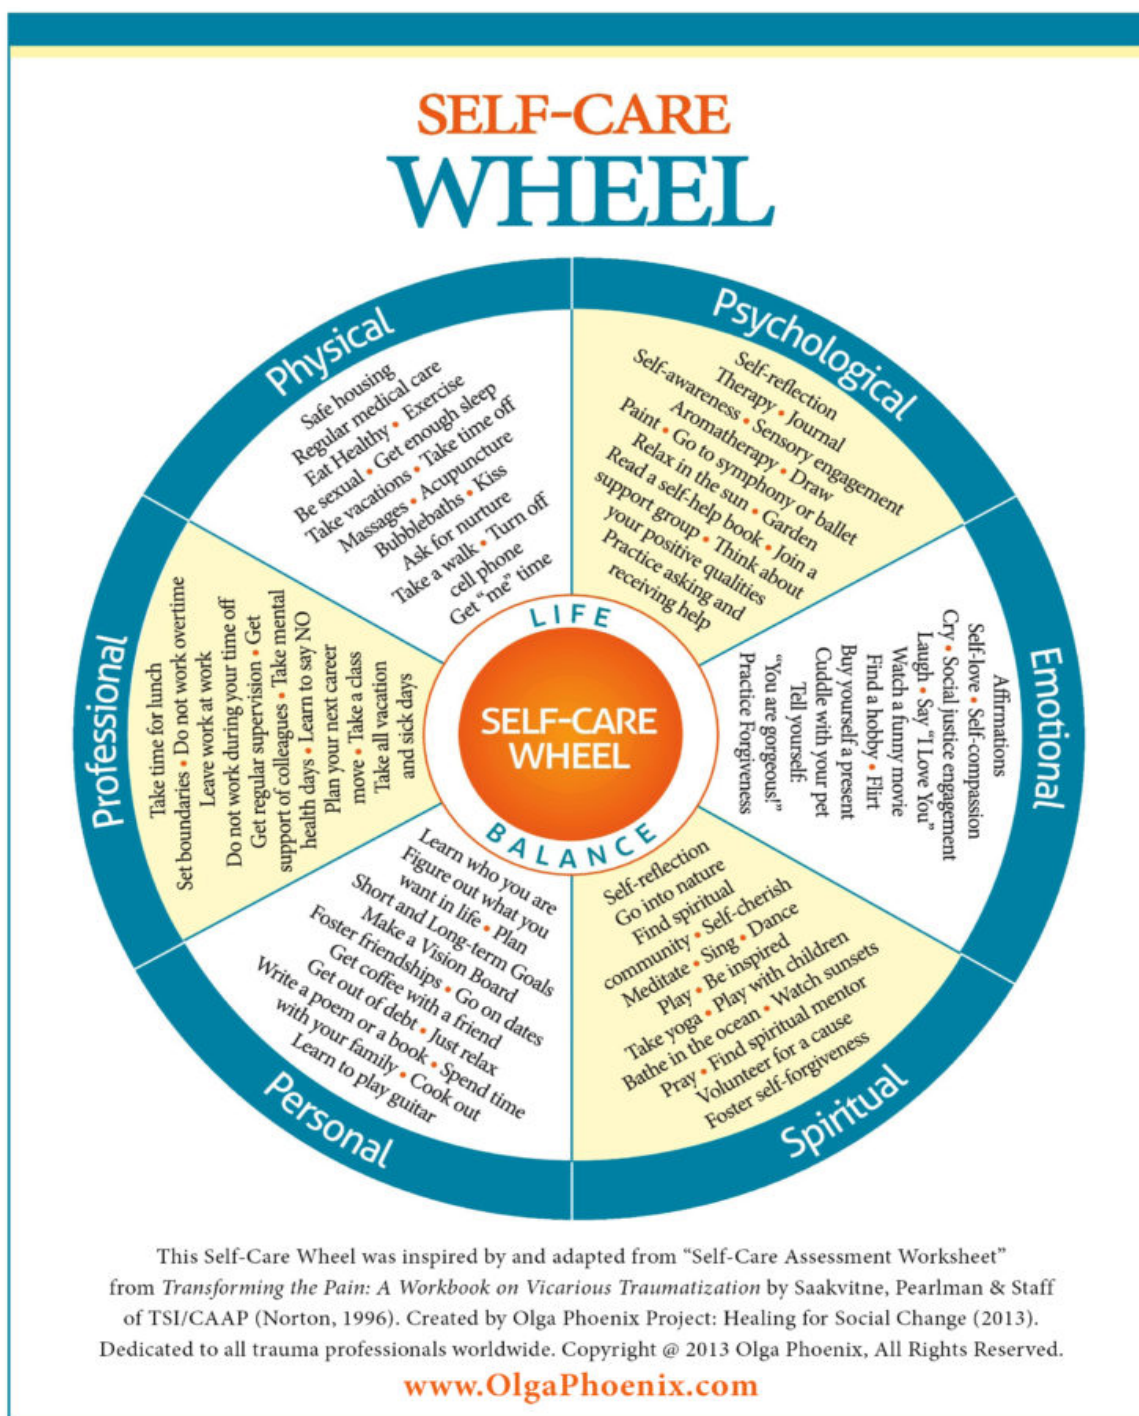 SELF-CARE
WHEEL
Physical
Safe housing
Regular medical care
Eat Healthy • Exercise
Be sexual • Get enough sleep
Take vacations • Take time off
Massages • Acupuncture
Bubblebaths • Kiss
Ask for nurture
Take a walk • Turn off
cell phone
Get “me” time
Psychological
Self-reflection
Therapy • Journal
Self-awareness • Sensory engagement
Aromatherapy • Draw
Paint • Go to symphony or ballet
Relax in the sun • Garden
Read a self-help book • Join a
support group • Think about
your positive qualities
Practice asking and
receiving help
Emotional
Affirmations
Self-love • Self-compassion
Cry • Social justice engagement
Laugh • Say “I Love You”
Watch a funny movie
Find a hobby • Flirt
Buy yourself a present
Cuddle with your pet
Tell yourself:
“You are gorgeous!”
Practice Forgiveness
Spiritual
Self-reflection
Go into nature
Find spiritual
community • Self-cherish
Meditate • Sing • Dance
Play • Be inspired
Take yoga • Play with children
Bathe in the ocean • Watch sunsets
Pray • Find spiritual mentor
Volunteer for a cause
Foster self-forgiveness
Personal
Learn who you are
Figure out what you
want in life • Plan
Short and Long-term Goals
Make a Vision Board
Foster friendships • Go on dates
Get coffee with a friend
Get out of debt • Just relax
Write a poem or a book • Spend time
with your family • Cook out
Learn to play guitar
Professional
Take time for lunch
Set boundaries • Do not work overtime
Leave work at work
Do not work during your time off
Get regular supervision • Get
support of colleagues • Take mental
health days • Learn to say NO
Plan your next career
move • Take a class
Take all vacation
and sick days
LIFE
SELF-CARE
WHEEL
BALANCE
This Self-Care Wheel was inspired by and adapted from “Self-Care Assessment Worksheet”
from Transforming the Pain: A Workbook on Vicarious Traumatization by Saakvitne, Pearlman & Staff
of TSI/CAAP (Norton, 1996). Created by Olga Phoenix Project: Healing for Social Change (2013).
Dedicated to all trauma professionals worldwide. Copyright @ 2013 Olga Phoenix, All Rights Reserved.
www.OlgaPhoenix.com